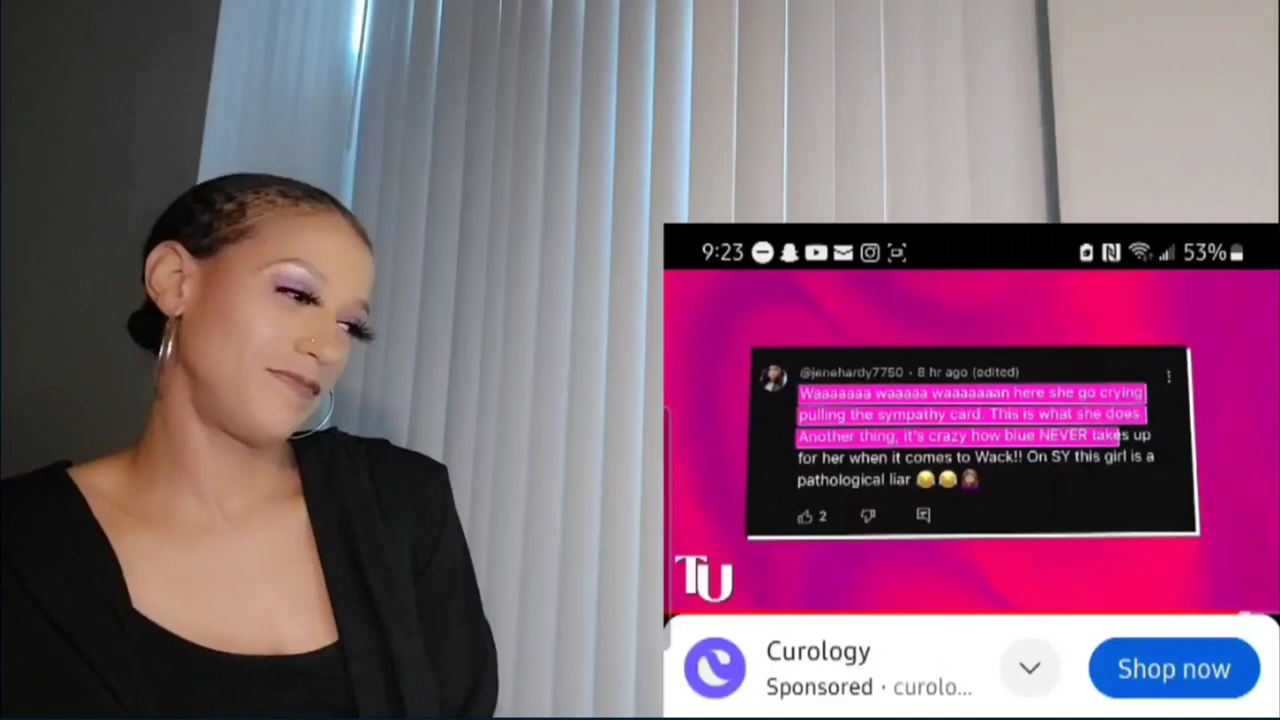 9:23
53%
@jenehardy7750 · 8 hr ago (edited)
Waaaaaaa waaaaa waaaaaaan here she go crying
pulling the sympathy card. This is what she does.
Another thing, it's crazy how blue NEVER takes up
for her when it comes to Wack!! On SY this girl is a
pathological liar 😂😂🤦🏽‍♀️
2
TU
Curology
Sponsored · curolo...
Shop now